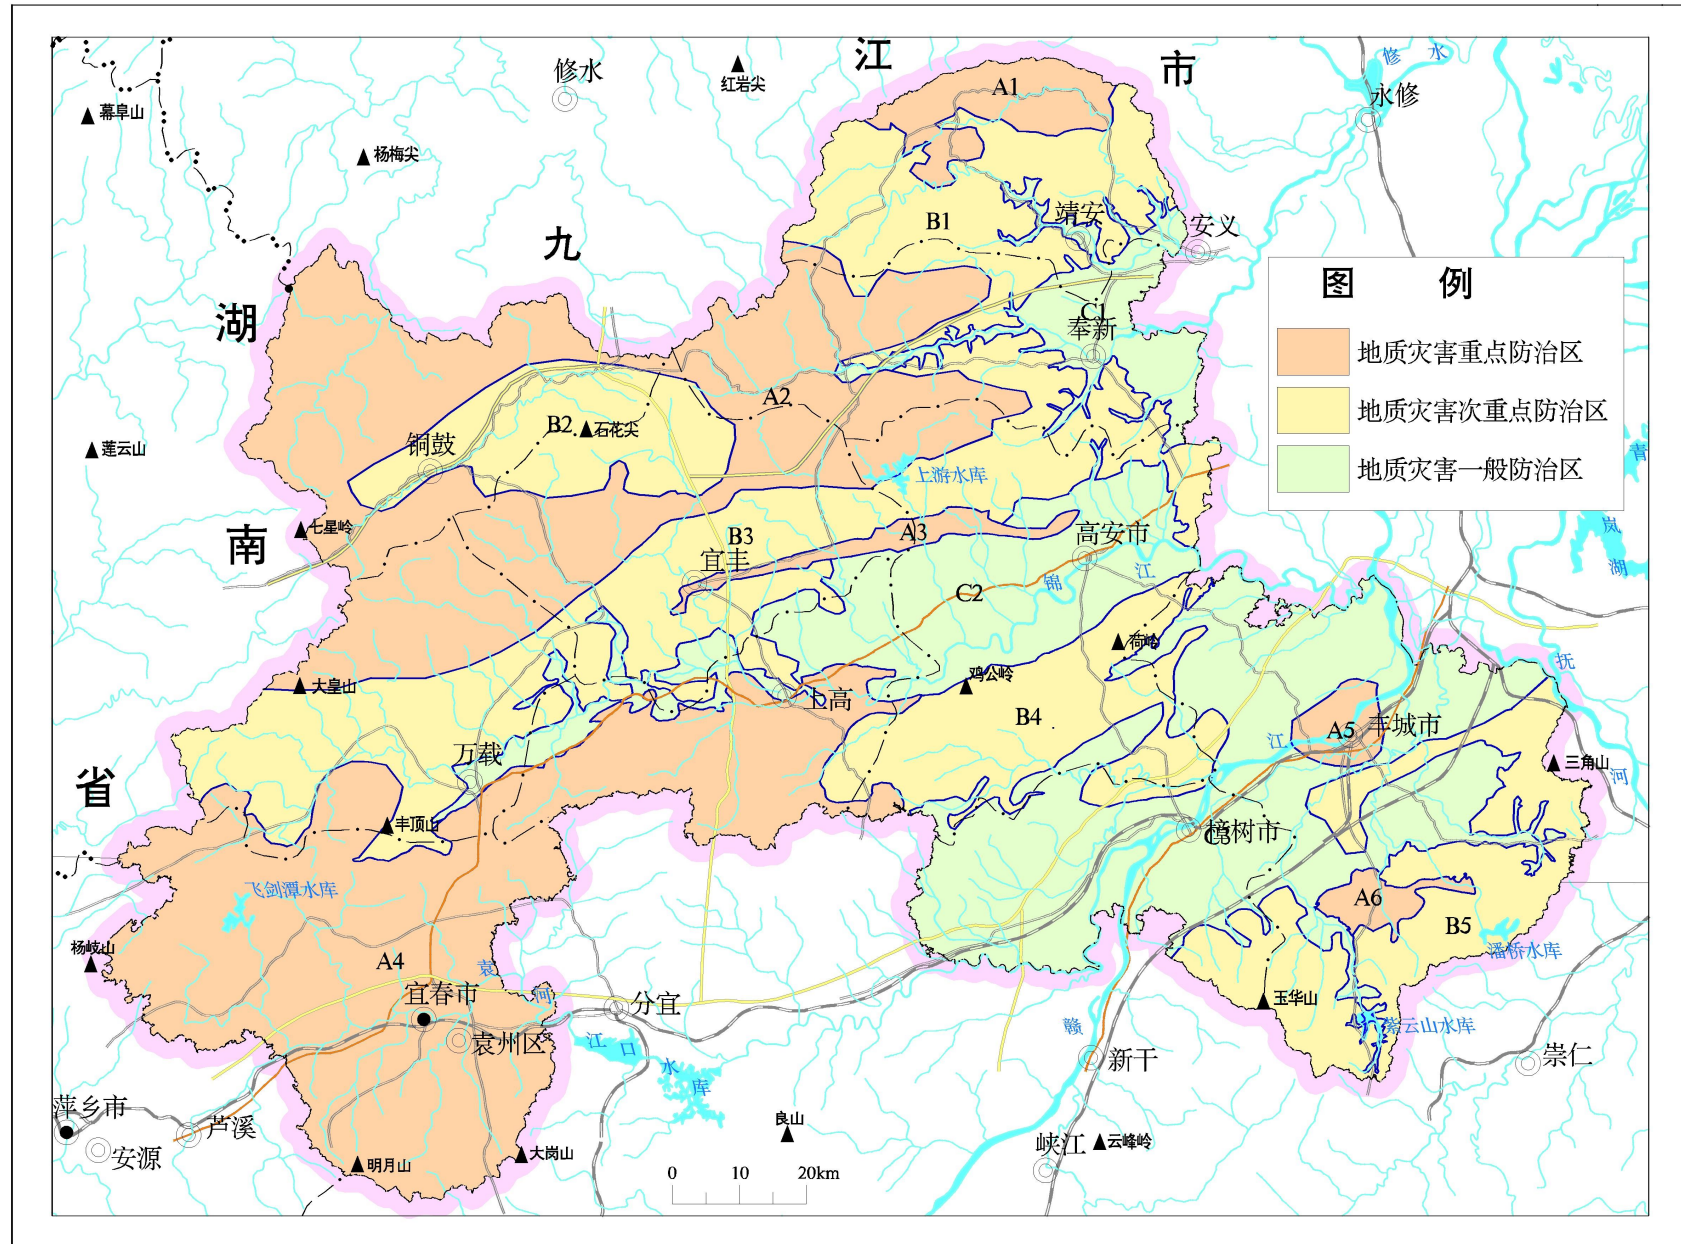 江
市
修水
红岩尖
修
水
幕阜山
A1
永修
杨梅尖
靖安
安义
B1
九
图 例
湖
C1
奉新
地质灾害重点防治区
A2
地质灾害次重点防治区
B2
石花尖
铜鼓
莲云山
上游水库
地质灾害一般防治区
青
岚
湖
七星岭
南
B3
A3
高安市
宜丰
锦
江
C2
荷岭
抚
大皇山
鸡公岭
上高
B4
A5
丰城市
江
万载
三角山
河
省
丰顶山
C3
樟树市
飞剑潭水库
A6
B5
杨岐山
潘桥水库
A4
袁
河
宜春市
分宜
玉华山
紫云山水库
赣
袁州区
江
口
水
库
新干
崇仁
萍乡市
芦溪
良山
安源
明月山
大岗山
峡江
云峰岭
0 10 20km